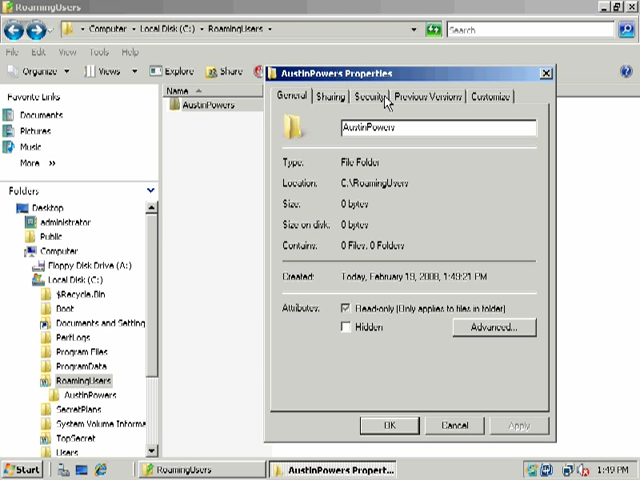 RoamingUsers
Computer
Local Disk (C:)
RoamingUsers
Search
File Edit View Tools Help
Organize
Views
Explore
Share
Favorite Links
Documents
Pictures
Music
More »
Folders
Desktop
administrator
Public
Computer
Floppy Disk Drive (A:)
Local Disk (C:)
$Recycle.Bin
Boot
Documents and Setting
PerfLogs
Program Files
ProgramData
RoamingUsers
AustinPowers
SecretPlans
System Volume Informa
TopSecret
Users
Name
AustinPowers
AustinPowers Properties
General Sharing Security Previous Versions Customize
AustinPowers
Type: File Folder
Location: C:\RoamingUsers
Size: 0 bytes
Size on disk: 0 bytes
Contains: 0 Files, 0 Folders
Created: Today, February 19, 2008, 1:49:21 PM
Attributes: Read-only (Only applies to files in folder)
Hidden
Advanced...
OK Cancel Apply
Start
RoamingUsers
AustinPowers Propert...
1:49 PM